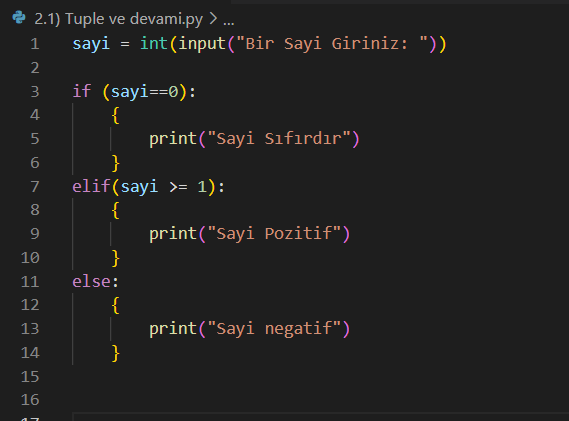 2.1) Tuple ve devami.py > ...
1 sayi = int(input("Bir Sayi Giriniz: "))
2
3 if (sayi==0):
4 {
5 print("Sayi Sıfırdır")
6 }
7 elif(sayi >= 1):
8 {
9 print("Sayi Pozitif")
10 }
11 else:
12 {
13 print("Sayi negatif")
14 }
15
16
17